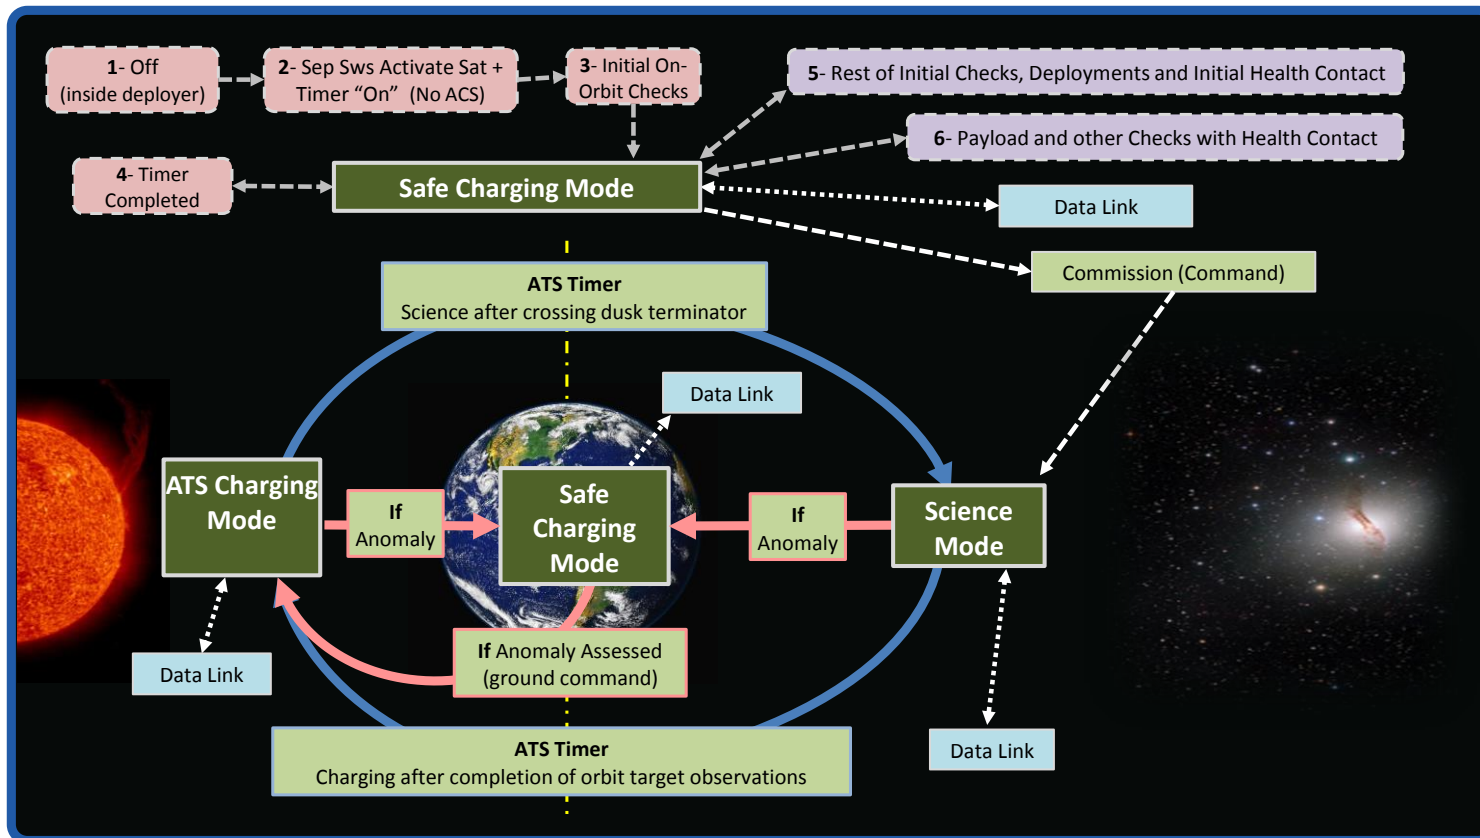 1- Off
(inside deployer)
2- Sep Sws Activate Sat +
Timer “On” (No ACS)
3- Initial On-
Orbit Checks
5- Rest of Initial Checks, Deployments and Initial Health Contact
6- Payload and other Checks with Health Contact
4- Timer
Completed
Safe Charging Mode
Data Link
Commission (Command)
ATS Timer
Science after crossing dusk terminator
Data Link
ATS Charging
Mode
If
Anomaly
Safe
Charging
Mode
If
Anomaly
Science
Mode
Data Link
If Anomaly Assessed
(ground command)
Data Link
ATS Timer
Charging after completion of orbit target observations